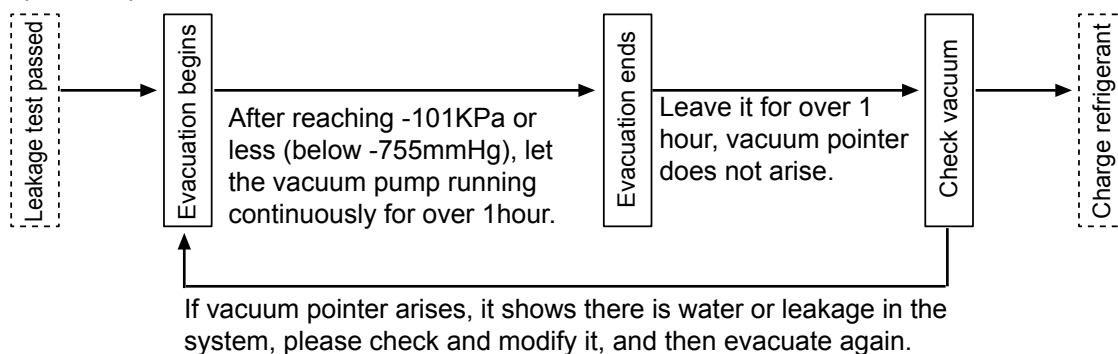 Leakage test passed
Evacuation begins
After reaching -101KPa or
less (below -755mmHg), let
the vacuum pump running
continuously for over 1hour.
Evacuation ends
Leave it for over 1
hour, vacuum pointer
does not arise.
Check vacuum
Charge refrigerant
If vacuum pointer arises, it shows there is water or leakage in the
system, please check and modify it, and then evacuate again.